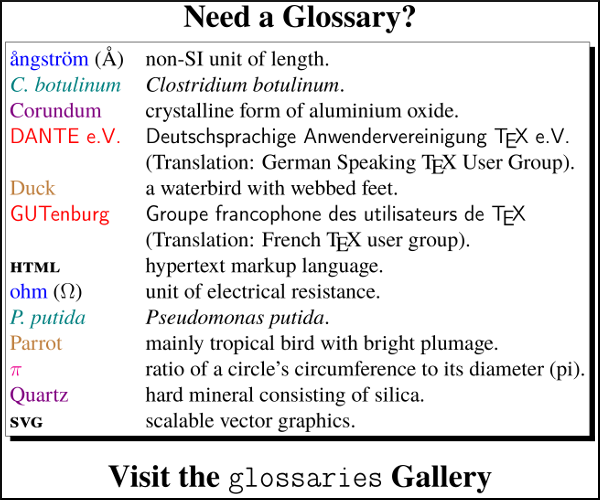 Need a Glossary?
ångström (Å) non-SI unit of length.
C. botulinum Clostridium botulinum.
Corundum crystalline form of aluminium oxide.
DANTE e.V. Deutschsprachige Anwendervereinigung TEX e.V.
(Translation: German Speaking TEX User Group).
Duck a waterbird with webbed feet.
GUTenburg Groupe francophone des utilisateurs de TEX
(Translation: French TEX user group).
HTML hypertext markup language.
ohm (Ω) unit of electrical resistance.
P. putida Pseudomonas putida.
Parrot mainly tropical bird with bright plumage.
π ratio of a circle's circumference to its diameter (pi).
Quartz hard mineral consisting of silica.
SVG scalable vector graphics.
Visit the glossaries Gallery